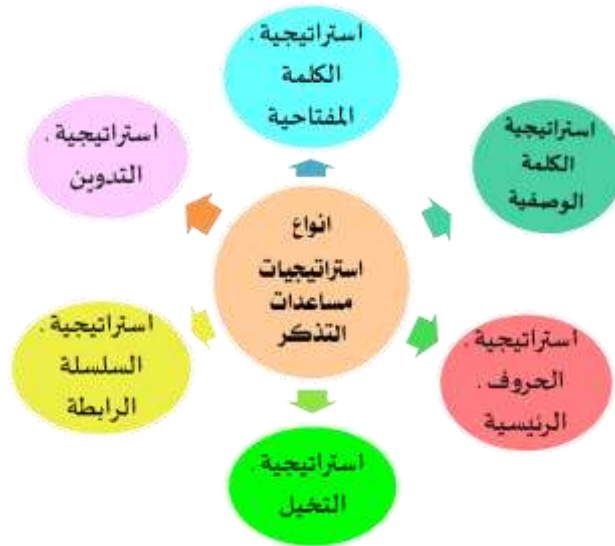 استراتيجية.
الكلمة
المفتاحية
استراتيجية
الكلمة
الوصفية
استراتيجية.
الحروف.
الرئيسية
استراتيجية.
التخيل
استراتيجية.
السلسلة
الرابطة
استراتيجية.
التدوين
انواع
استراتيجيات
مساعدات
التذكر